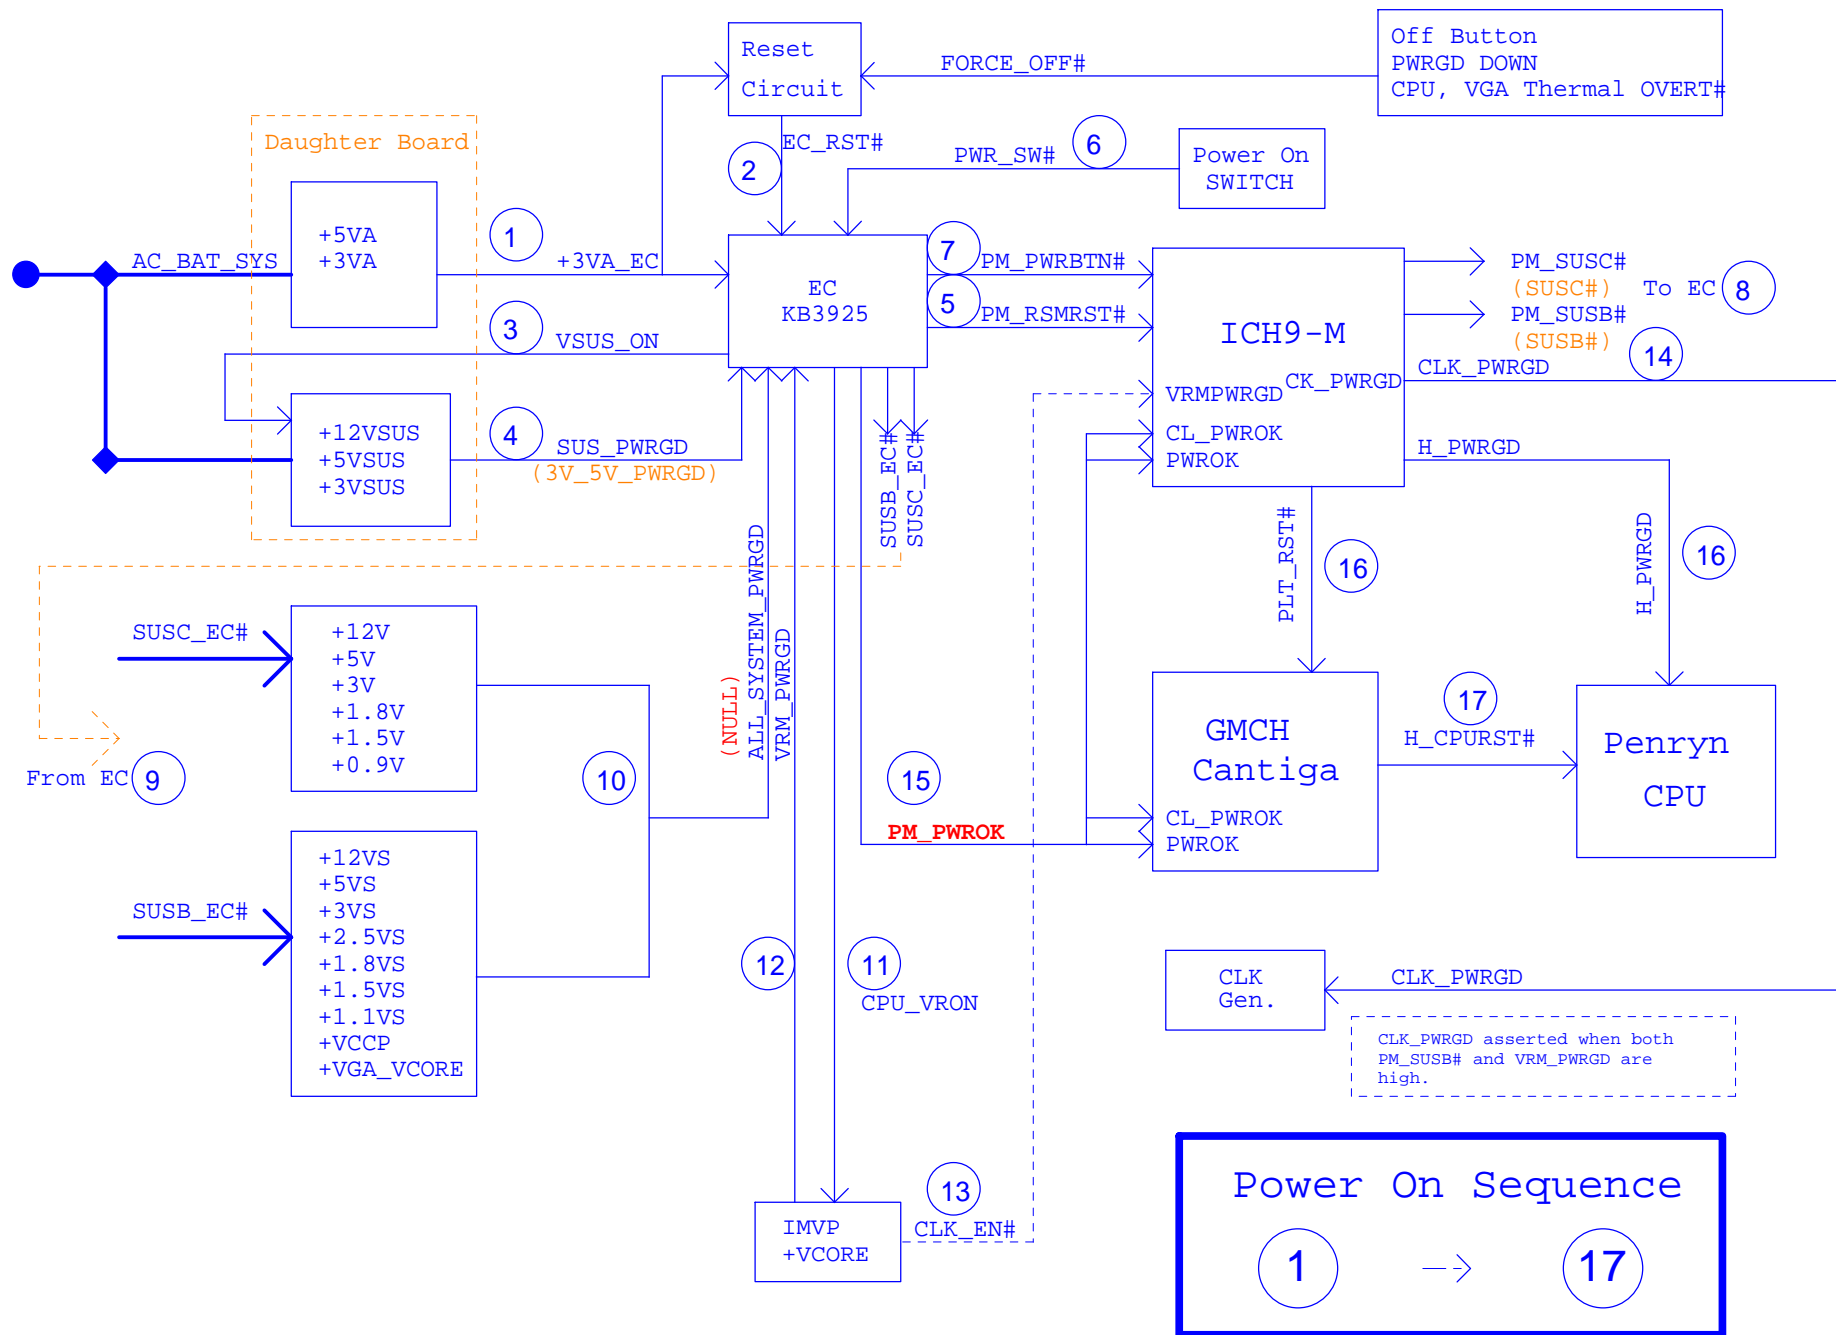 Reset
Circuit
FORCE_OFF#
Off Button
PWRGD DOWN
CPU, VGA Thermal OVERT#
Daughter Board
EC_RST#
2
PWR_SW#
6
Power On
SWITCH
+5VA
+3VA
AC_BAT_SYS
1
+3VA_EC
EC
KB3925
7
PM_PWRBTN#
5
PM_RSMRST#
ICH9-M
PM_SUSC#
(SUSC#)
To EC
8
PM_SUSB#
(SUSB#)
3
VSUS_ON
14
CLK_PWRGD
CK_PWRGD
VRMPWRGD
CL_PWROK
PWROK
H_PWRGD
+12VSUS
+5VSUS
+3VSUS
4
SUS_PWRGD
(3V_5V_PWRGD)
SUSB_EC#
SUSC_EC#
PLT_RST#
16
H_PWRGD
16
SUSC_EC#
+12V
+5V
+3V
+1.8V
+1.5V
+0.9V
From EC
9
10
(NULL)
ALL_SYSTEM_PWRGD
VRM_PWRGD
15
PM_PWROK
GMCH
Cantiga
CL_PWROK
PWROK
17
H_CPURST#
Penryn
CPU
SUSB_EC#
+12VS
+5VS
+3VS
+2.5VS
+1.8VS
+1.5VS
+1.1VS
+VCCP
+VGA_VCORE
12
11
CPU_VRON
CLK
Gen.
CLK_PWRGD
CLK_PWRGD asserted when both
PM_SUSB# and VRM_PWRGD are
high.
IMVP
+VCORE
13
CLK_EN#
Power On Sequence
1
17